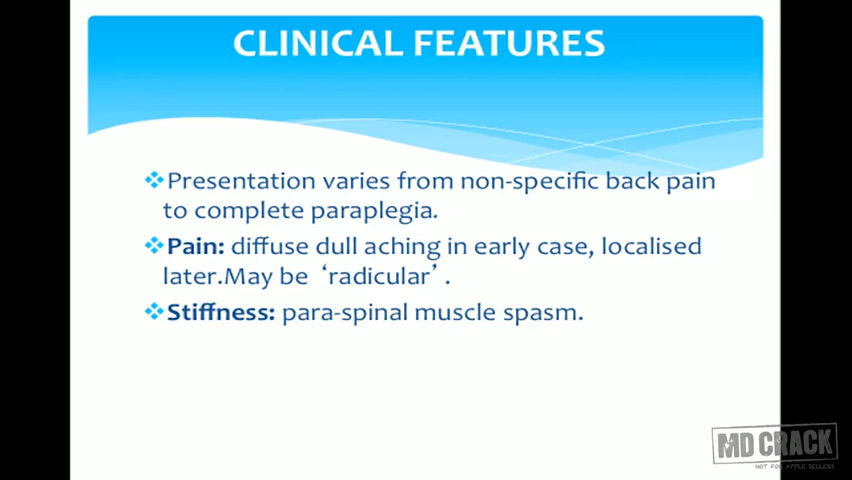 CLINICAL FEATURES
❖Presentation varies from non-specific back pain
to complete paraplegia.
❖Pain: diffuse dull aching in early case, localised
later.May be ‘radicular’.
❖Stiffness: para-spinal muscle spasm.
MD CRACK
NOT FOR APPLE SELLERS